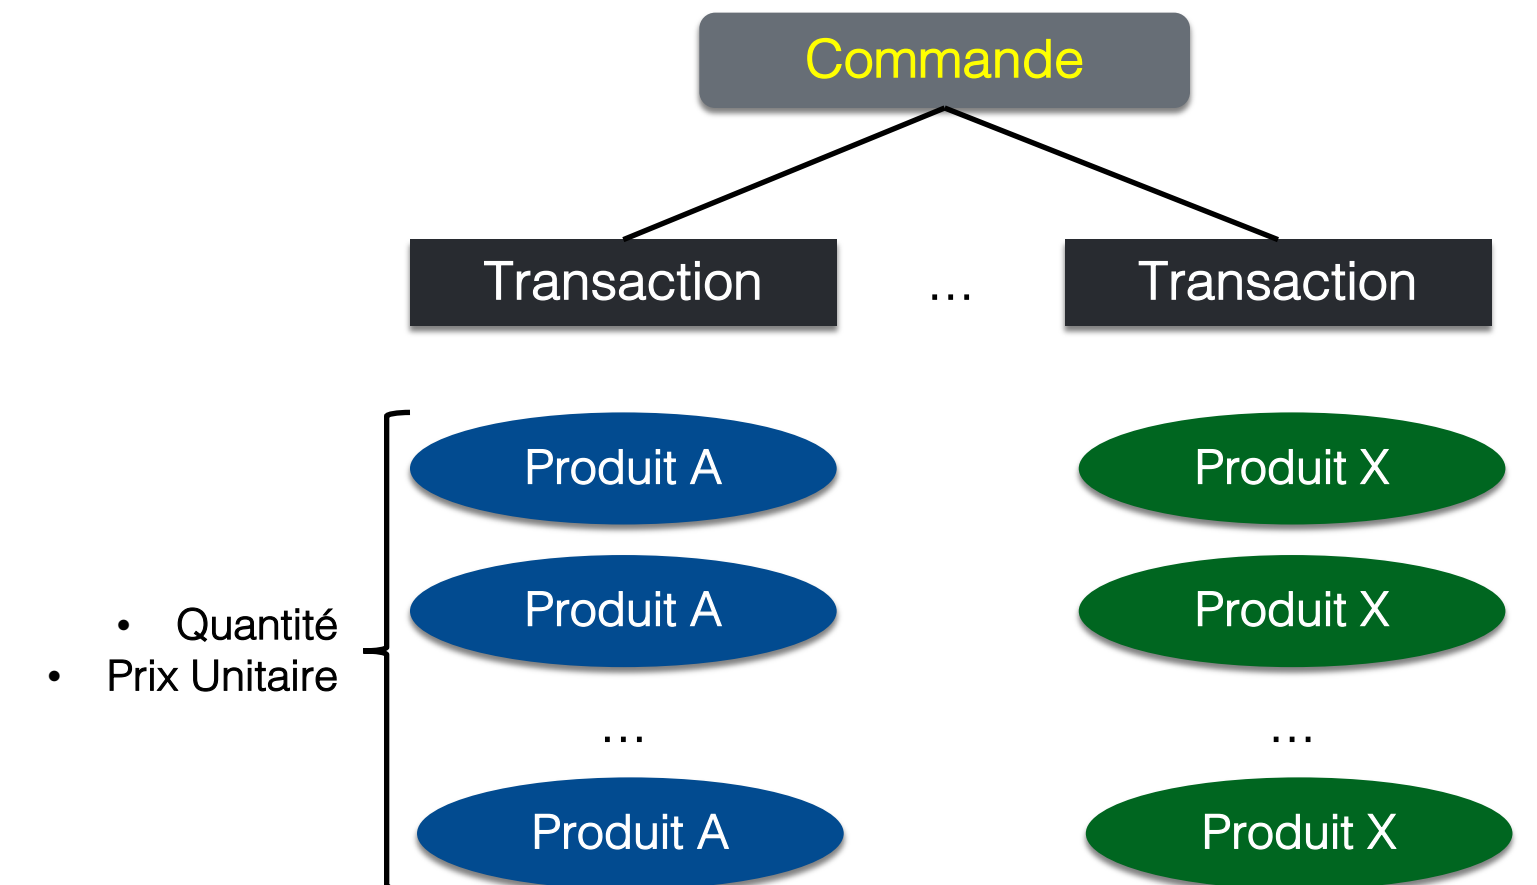 Commande
Transaction
...
Transaction
Produit A
Produit X
Produit A
Produit X
• Quantité
• Prix Unitaire
...
...
Produit A
Produit X